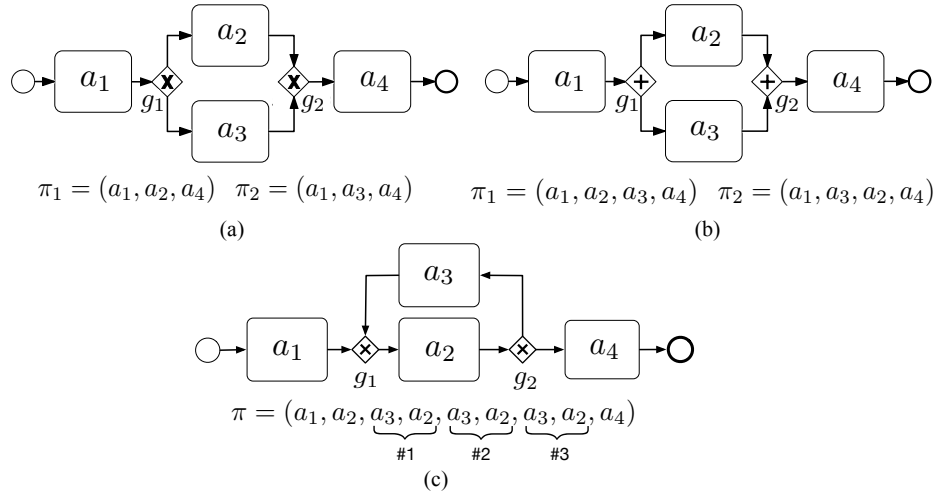 a₂ a₂
a₁ a₄ a₁ a₄
g₁ g₂ g₁ g₂
a₃ a₃
π₁ = (a₁, a₂, a₄) π₂ = (a₁, a₃, a₄) π₁ = (a₁, a₂, a₃, a₄) π₂ = (a₁, a₃, a₂, a₄)
(a) (b)
a₃
a₁ a₂ a₄
g₁ g₂
π = (a₁, a₂, a₃, a₂, a₃, a₂, a₃, a₂, a₄)
#1 #2 #3
(c)